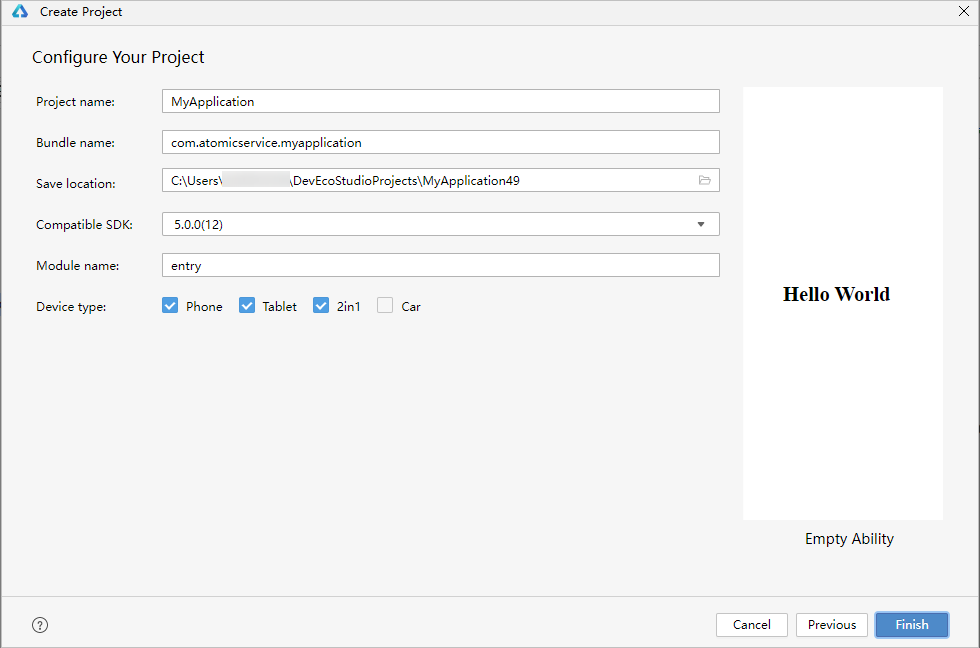 Create Project
Configure Your Project
Project name: MyApplication
Bundle name: com.atomicservice.myapplication
Save location: C:\Users\ \DevEcoStudioProjects\MyApplication49
Compatible SDK: 5.0.0(12)
Module name: entry
Device type: Phone Tablet 2in1 Car
Hello World
Empty Ability
? Cancel Previous Finish